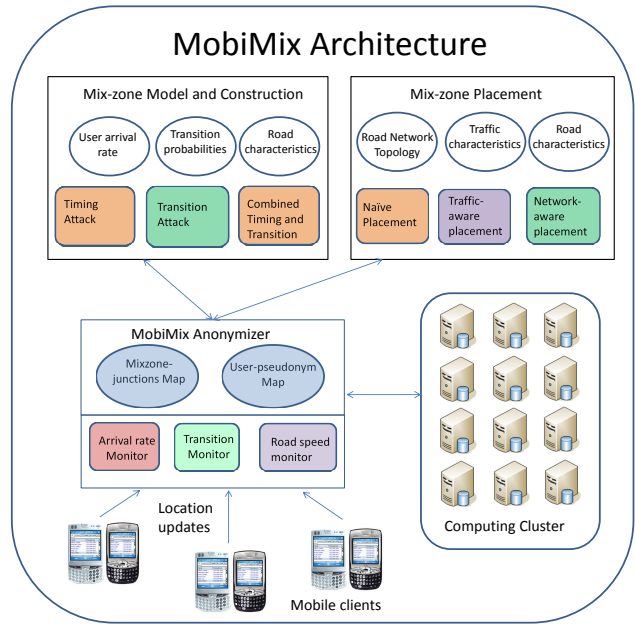 MobiMix Architecture
Mix-zone Model and Construction
User arrival
rate
Transition
probabilities
Road
characteristics
Timing
Attack
Transition
Attack
Combined
Timing and
Transition
Mix-zone Placement
Road Network
Topology
Traffic
characteristics
Road
characteristics
Naïve
Placement
Traffic-
aware
placement
Network-
aware
placement
MobiMix Anonymizer
Mixzone-
junctions Map
User-pseudonym
Map
Arrival rate
Monitor
Transition
Monitor
Road speed
monitor
Location
updates
Mobile clients
Computing Cluster